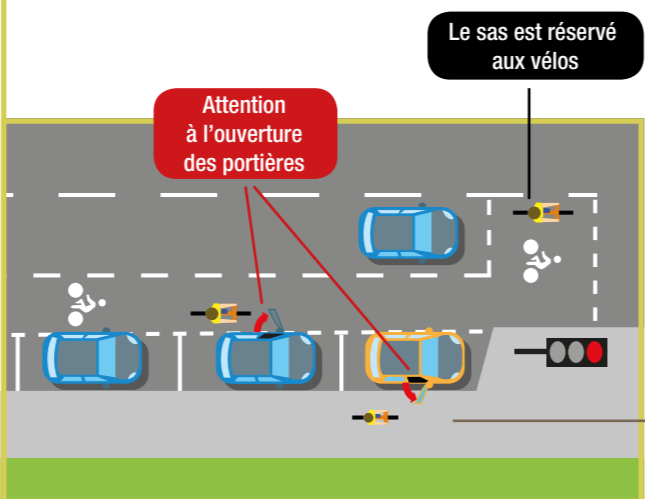 Le sas est réservé
aux vélos
Attention
à l’ouverture
des portières